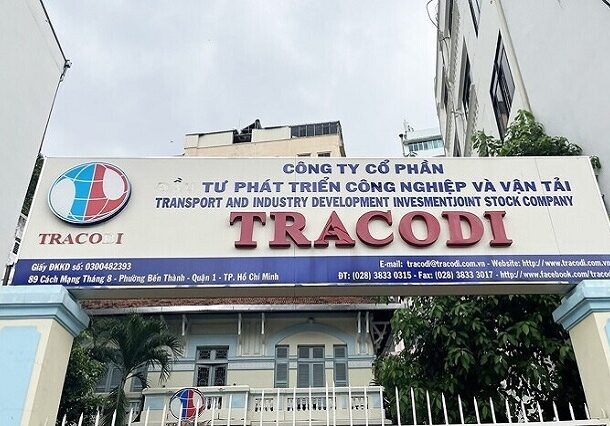 CÔNG TY CỔ PHẦN
ĐẦU TƯ PHÁT TRIỂN CÔNG NGHIỆP VÀ VẬN TẢI
TRANSPORT AND INDUSTRY DEVELOPMENT INVESMENTJOINT STOCK COMPANY
TRACODI
TRACODI
Giấy ĐKKD số: 0300482393
89 Cách Mạng Tháng 8 - Phường Bến Thành - Quận 1 - TP. Hồ Chí Minh
E-mail: tracodi@tracodi.com.vn - Website: http://www.tracodi.com.
ĐT: (028) 3833 0315 - Fax: (028) 3833 3017 - http://www.facebook.com/trac